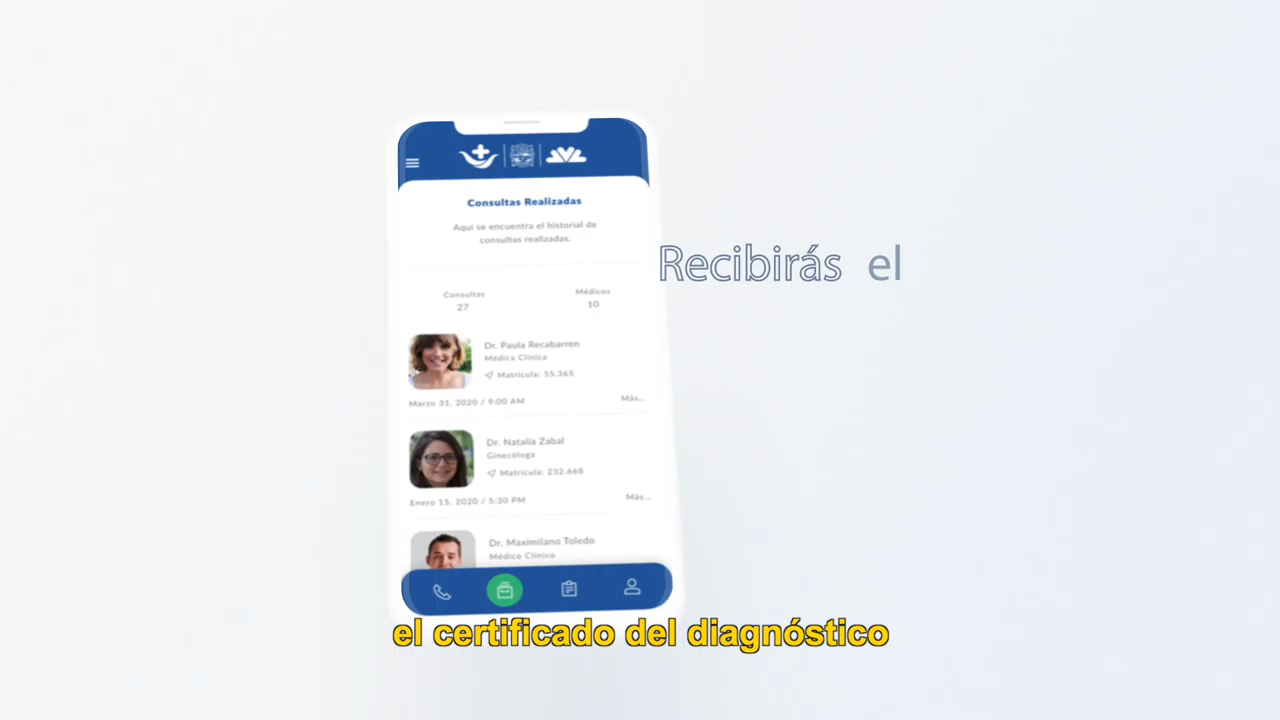 Consultas Realizadas
Aquí se encuentra el historial de
consultas realizadas.
Recibirás el
Consultas
Médicos
27
10
Dr. Paula Recabarren
Médica Clínica
Matrícula: 55.365
Marzo 31, 2020 / 9:00 AM
Más...
Dr. Natalia Zabal
Ginecóloga
Matrícula: 232.668
Enero 15, 2020 / 5:30 PM
Más...
Dr. Maximilano Toledo
Médico Clínico
el certificado del diagnóstico